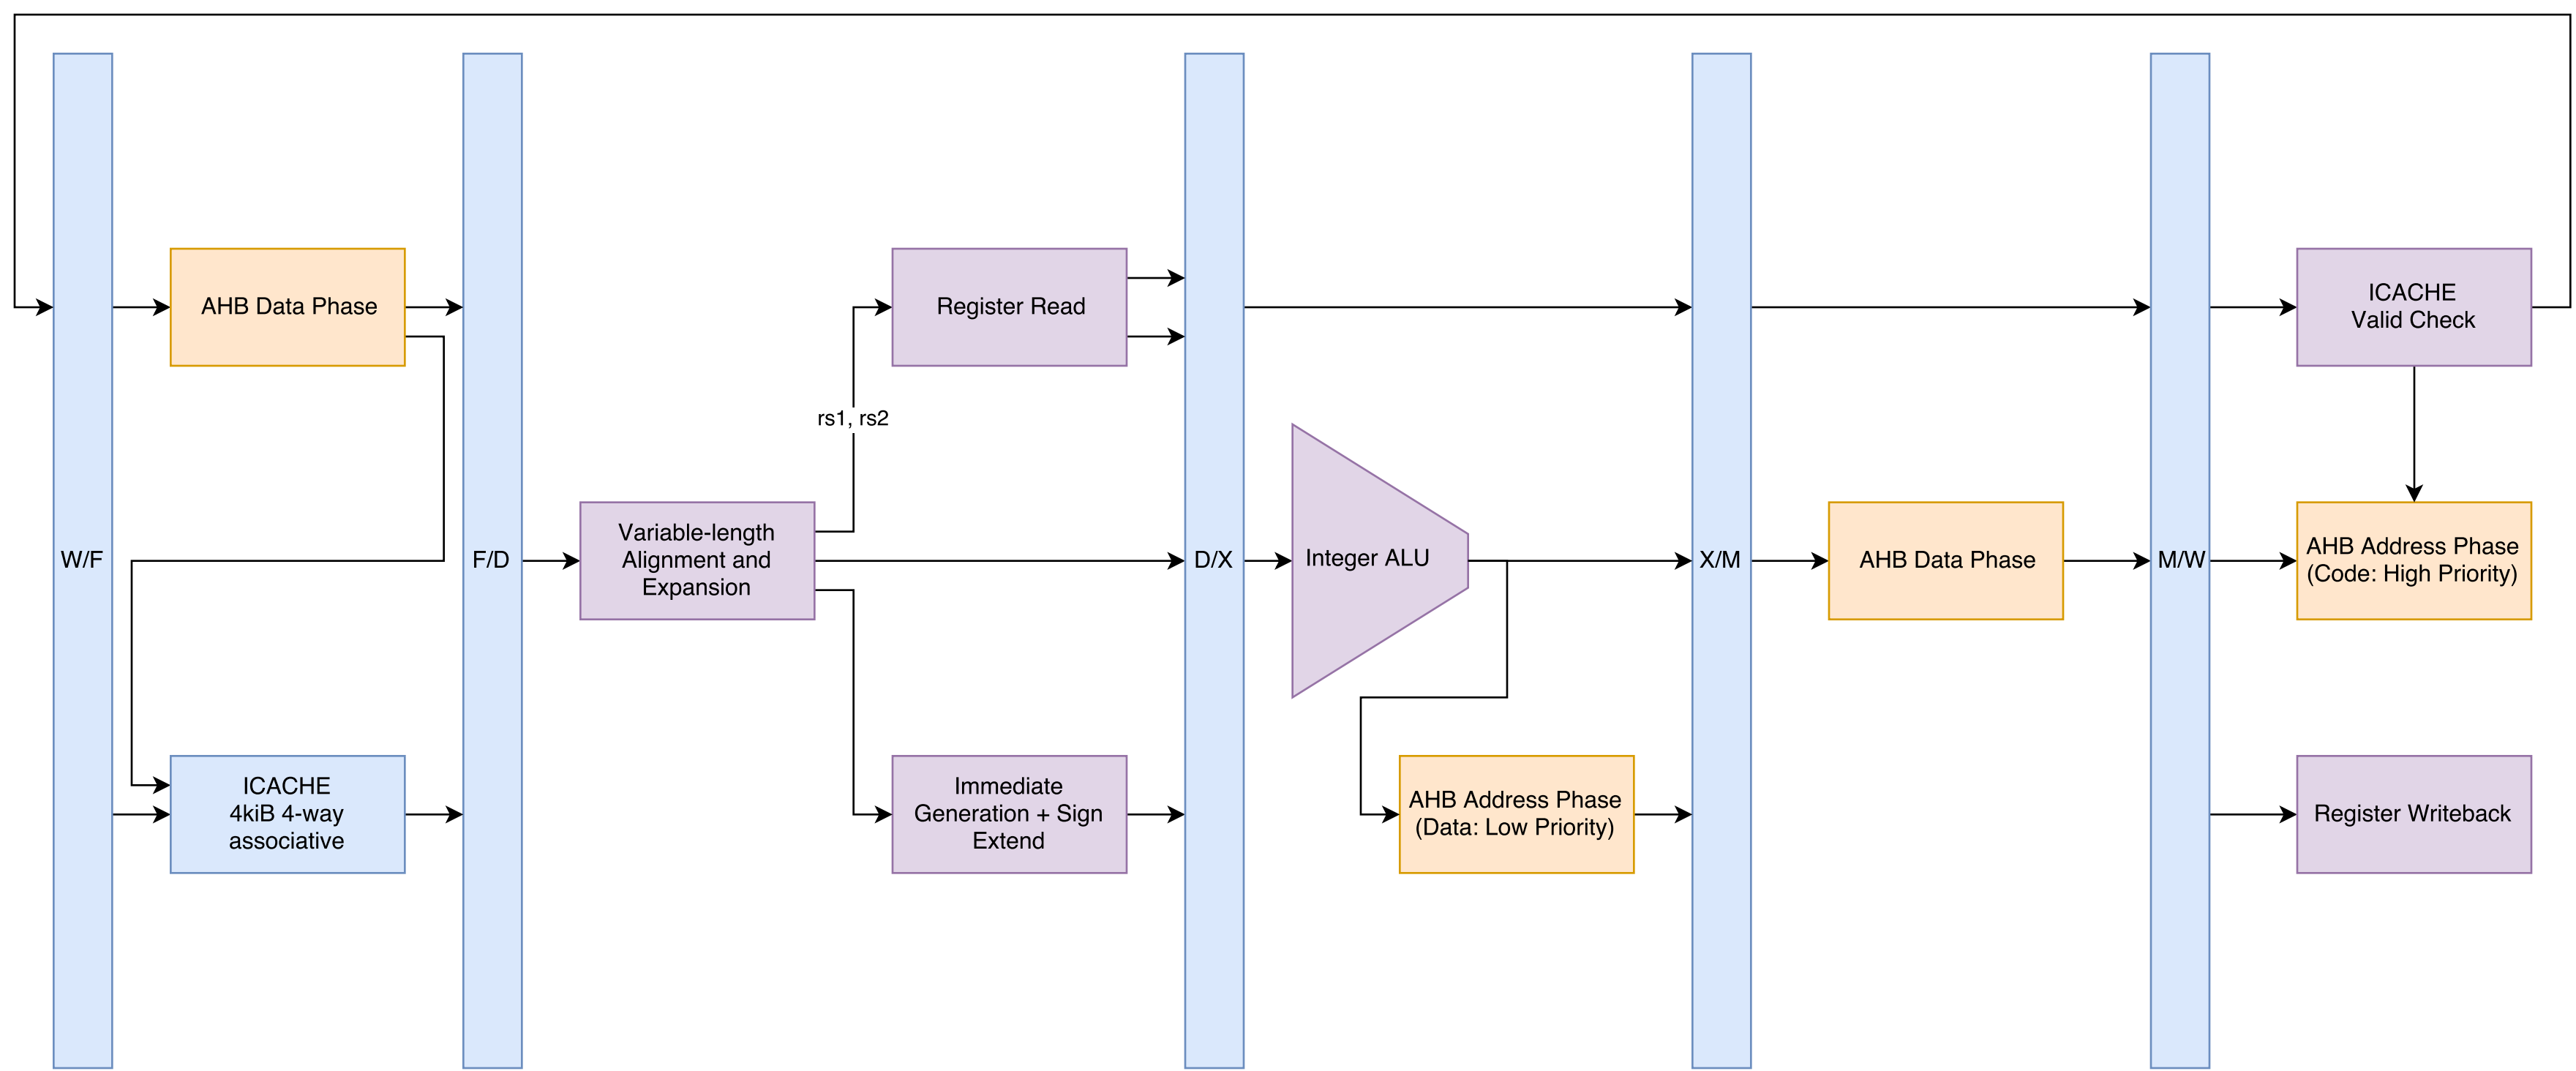 W/F
AHB Data Phase
ICACHE
4kiB 4-way
associative
F/D
Variable-length
Alignment and
Expansion
rs1, rs2
Register Read
Immediate
Generation + Sign
Extend
D/X
Integer ALU
AHB Address Phase
(Data: Low Priority)
X/M
AHB Data Phase
M/W
ICACHE
Valid Check
AHB Address Phase
(Code: High Priority)
Register Writeback